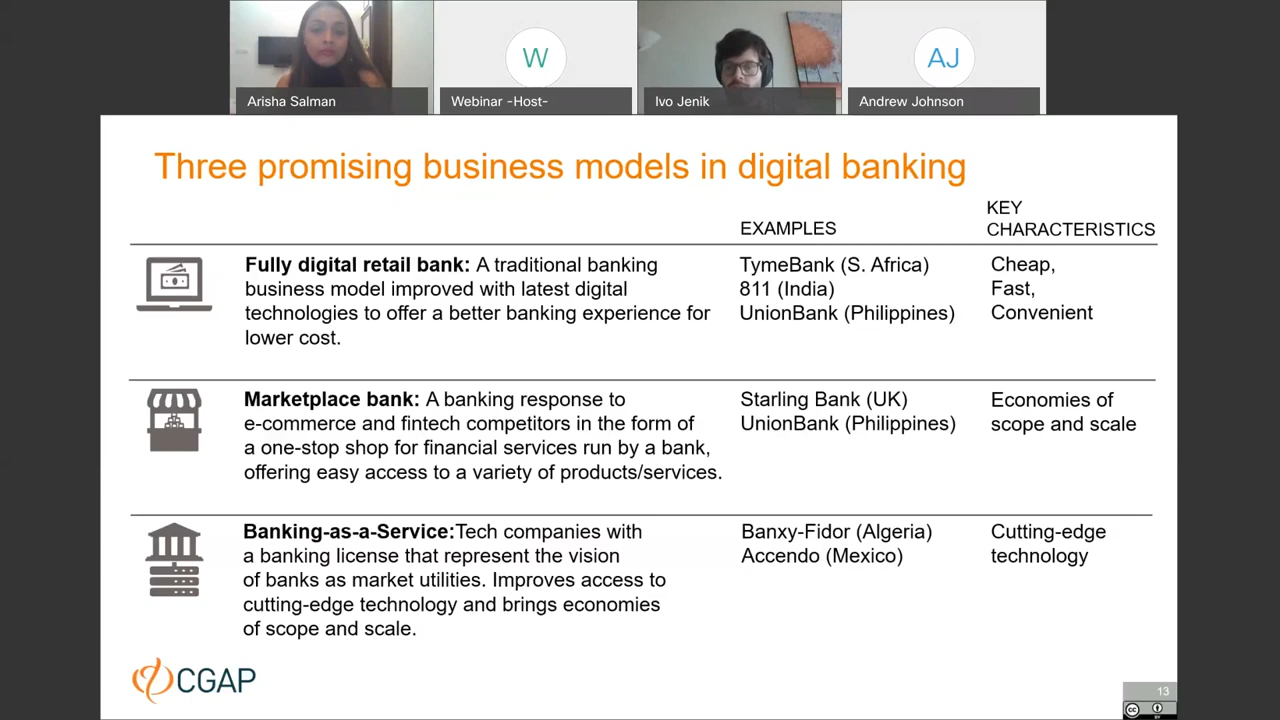 W
AJ
Arisha Salman
Webinar -Host-
Ivo Jenik
Andrew Johnson
Three promising business models in digital banking
EXAMPLES
KEY
CHARACTERISTICS
Fully digital retail bank: A traditional banking
business model improved with latest digital
technologies to offer a better banking experience for
lower cost.
TymeBank (S. Africa)
811 (India)
UnionBank (Philippines)
Cheap,
Fast,
Convenient
Marketplace bank: A banking response to
e-commerce and fintech competitors in the form of
a one-stop shop for financial services run by a bank,
offering easy access to a variety of products/services.
Starling Bank (UK)
UnionBank (Philippines)
Economies of
scope and scale
Banking-as-a-Service:Tech companies with
a banking license that represent the vision
of banks as market utilities. Improves access to
cutting-edge technology and brings economies
of scope and scale.
Banxy-Fidor (Algeria)
Accendo (Mexico)
Cutting-edge
technology
CGAP
13
cc
BY